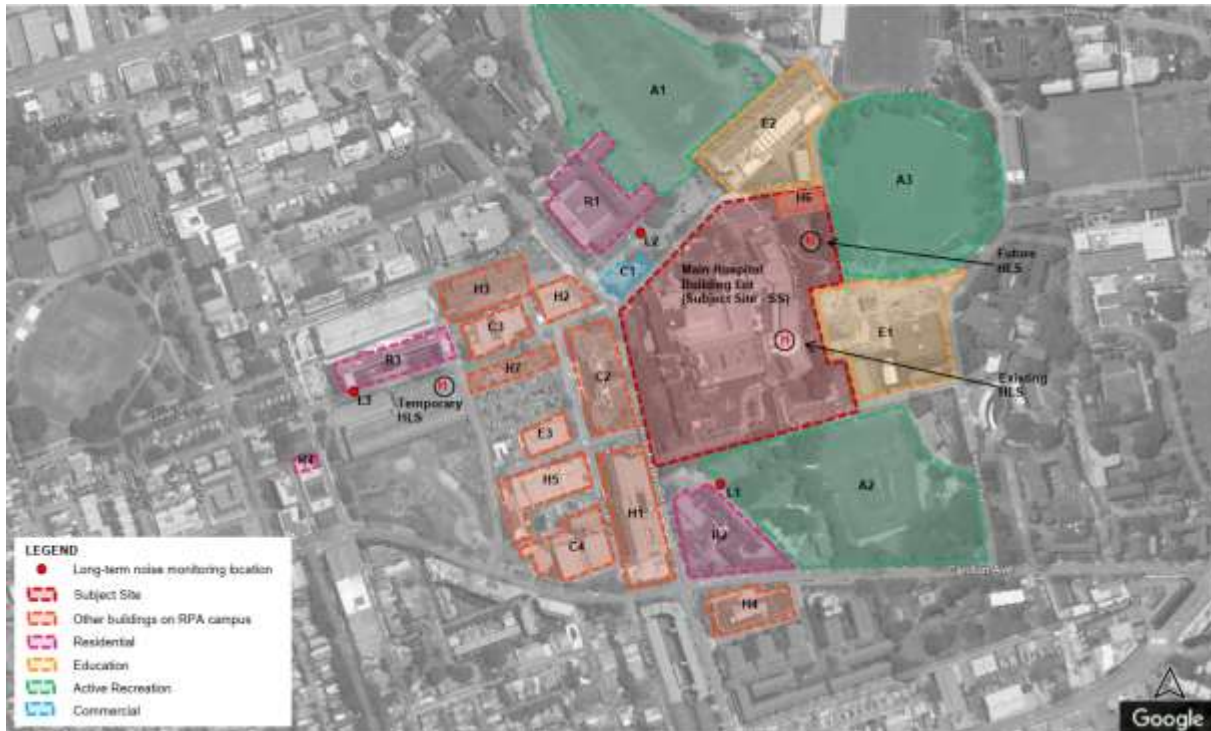 A1
E2
A3
R1
H6
L2
Future
HLS
H
C1
Main Hospital
Building Lot
(Subject Site - SS)
H3
H2
C3
E1
H
R3
H7
C2
Existing
HLS
L3
H
Temporary
HLS
E3
H5
A2
L1
H1
R2
C4
Carillon Ave
H4
LEGEND
Long-term noise monitoring location
Subject Site
Other buildings on RPA campus
Residential
Education
Active Recreation
Commercial
Google